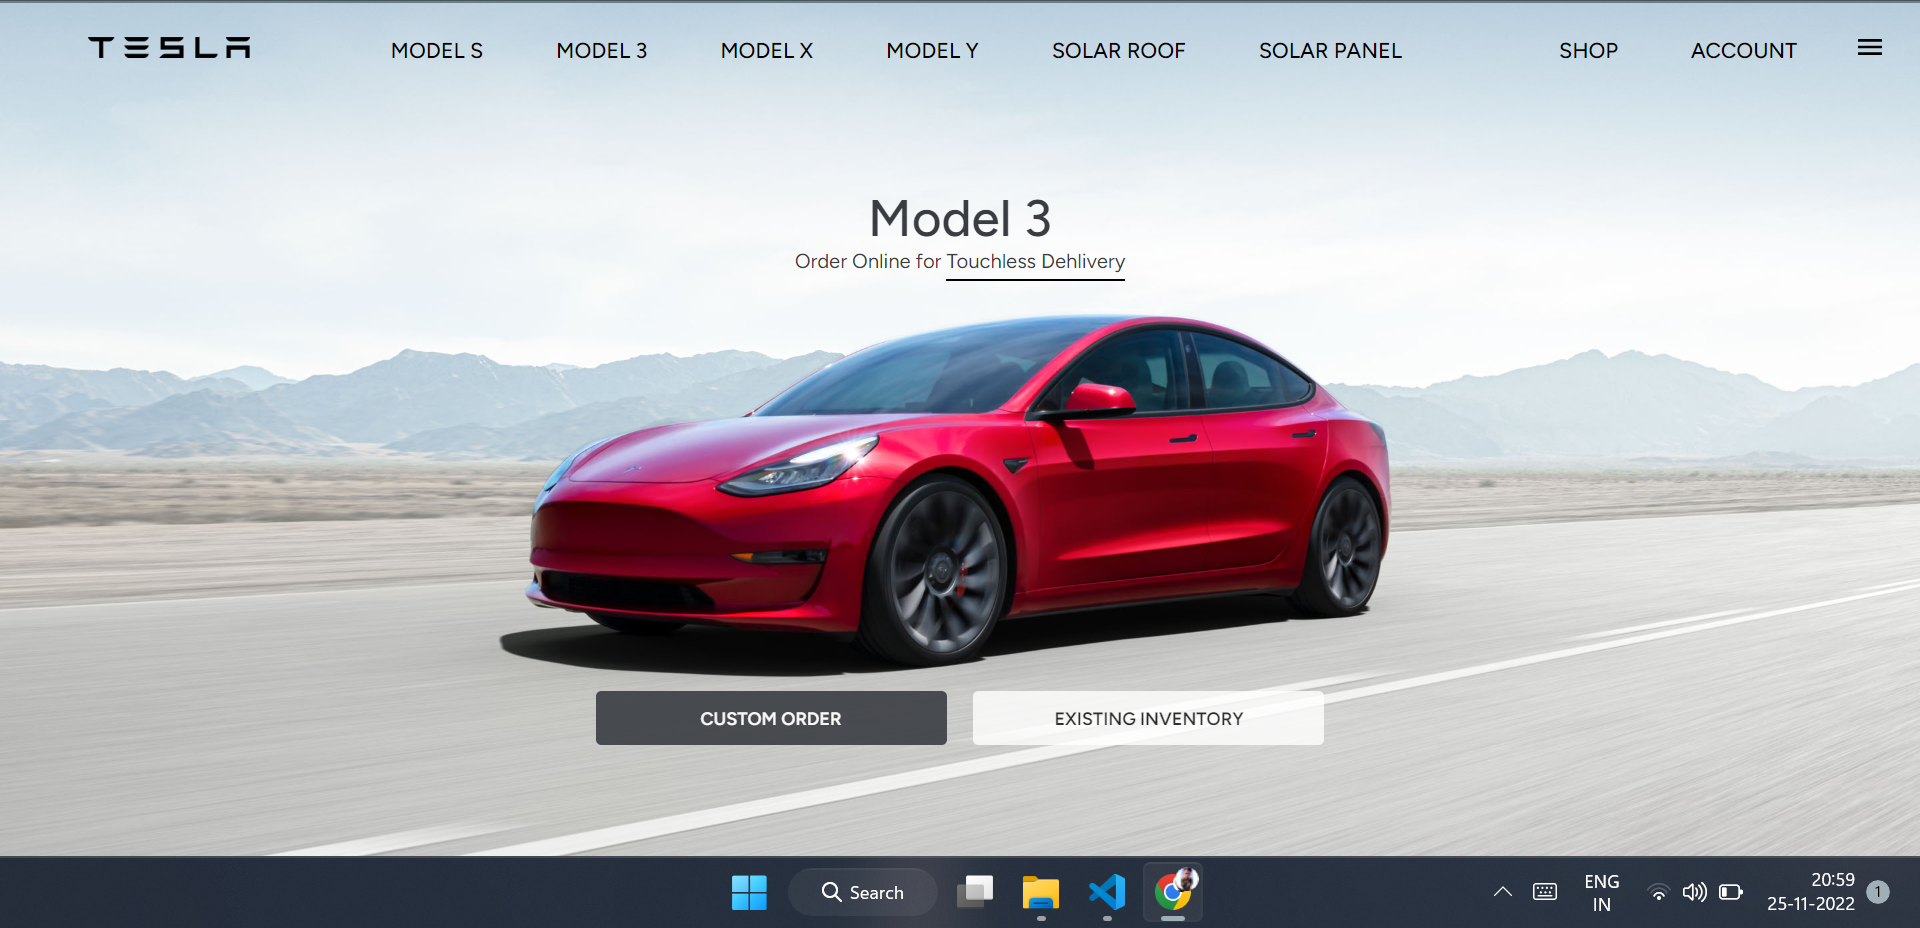 TESLA MODEL S MODEL 3 MODEL X MODEL Y SOLAR ROOF SOLAR PANEL SHOP ACCOUNT
Model 3
Order Online for Touchless Dehlivery
CUSTOM ORDER EXISTING INVENTORY
Search
ENG
IN
20:59
25-11-2022
1